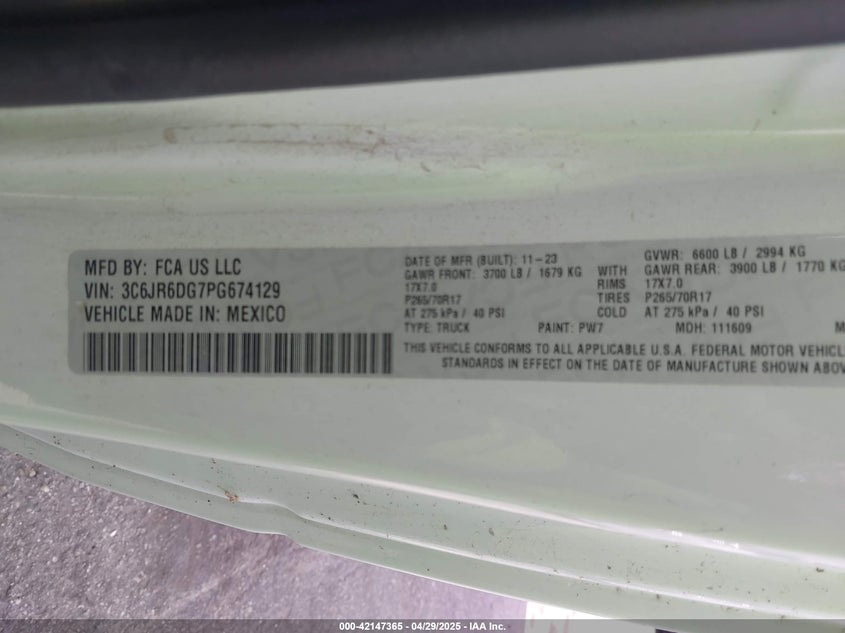 MFD BY: FCA US LLC
VIN: 3C6JR6DG7PG674129
VEHICLE MADE IN: MEXICO
DATE OF MFR (BUILT): 11-23 GVWR: 6600 LB / 2994 KG
GAWR FRONT: 3700 LB / 1679 KG WITH GAWR REAR: 3900 LB / 1770 KG
17X7.0 RIMS 17X7.0
P265/70R17 TIRES P265/70R17
AT 275 kPa / 40 PSI COLD AT 275 kPa / 40 PSI
TYPE: TRUCK PAINT: PW7 MDH: 111609 M
THIS VEHICLE CONFORMS TO ALL APPLICABLE U.S.A. FEDERAL MOTOR VEHICL
STANDARDS IN EFFECT ON THE DATE OF MANUFACTURE SHOWN ABOV
000-42147365 | 04/29/2025 | IAA Inc.